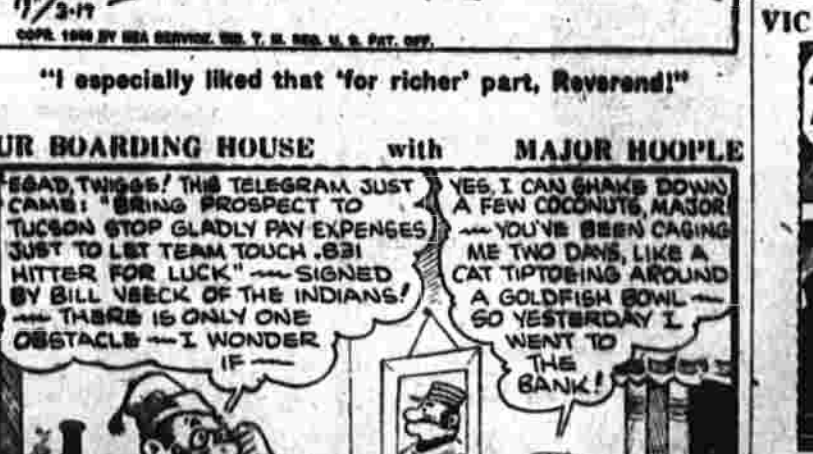 3-17
COPR. 1948 BY NEA SERVICE, INC. T. M. REG. U. S. PAT. OFF.
"I especially liked that 'for richer' part, Reverend!"
UR BOARDING HOUSE with MAJOR HOOPLE
EGAD, TWIGGS! THIS TELEGRAM JUST
CAME: "BRING PROSPECT TO
TUCSON STOP GLADLY PAY EXPENSES
JUST TO LET TEAM TOUCH .831
HITTER FOR LUCK" — SIGNED
BY BILL VEECK OF THE INDIANS!
— THERE IS ONLY ONE
OBSTACLE — I WONDER
IF —
YES, I CAN SHAKE DOWN
A FEW COCONUTS, MAJOR!
— YOU'VE BEEN CAGING
ME TWO DAYS, LIKE A
CAT TIPTOEING AROUND
A GOLDFISH BOWL —
SO YESTERDAY I
WENT TO
THE
BANK!
VIC